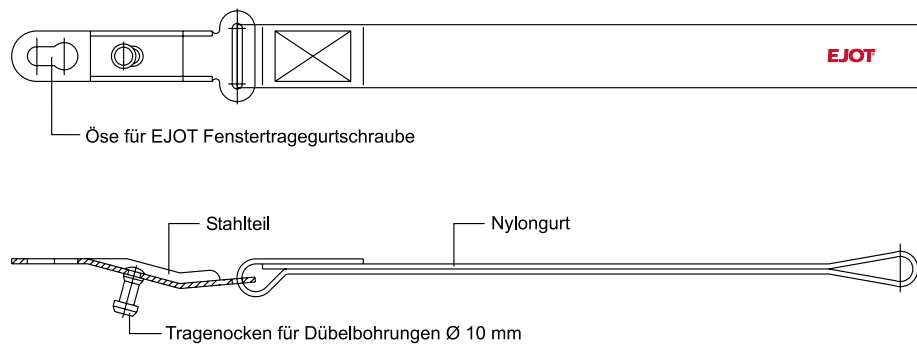 EJOT
Öse für EJOT Fenstertragegurtschraube
Stahlteil
Nylongurt
Tragenocken für Dübelbohrungen Ø 10 mm